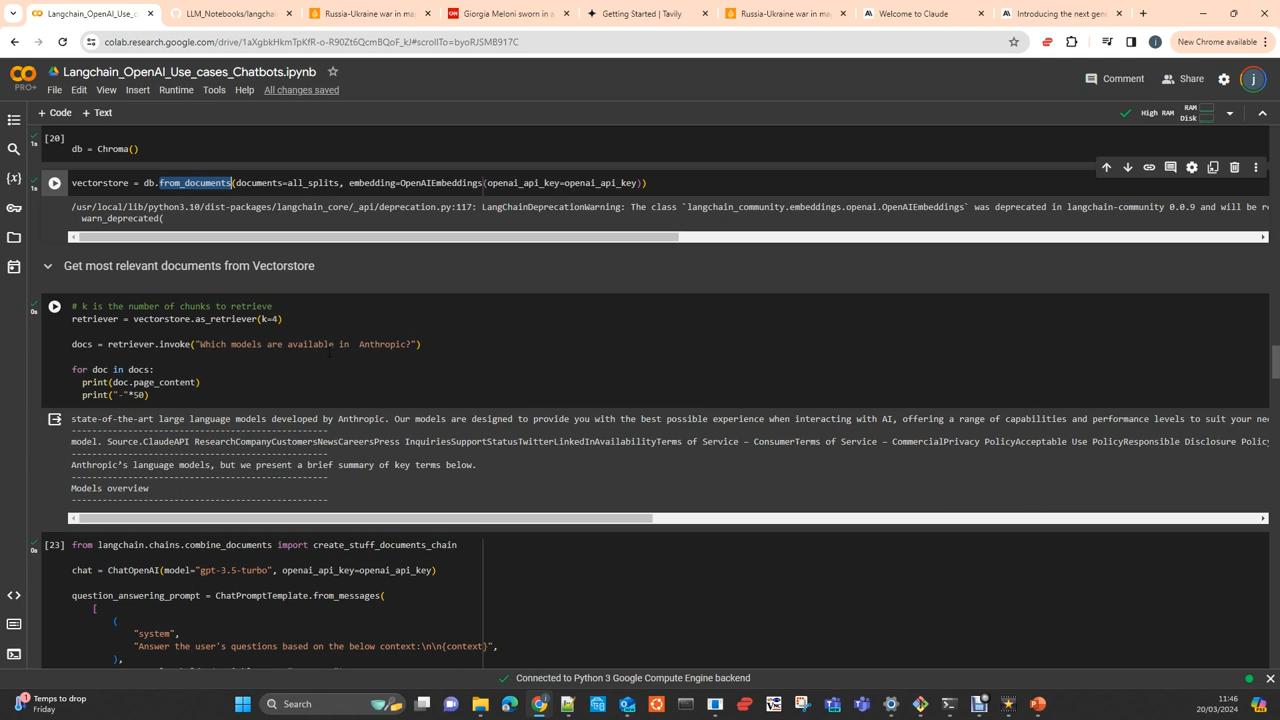 Langchain_OpenAI_Use_cases_C
LLM_Notebooks/langchain
Russia-Ukraine war in ma
Giorgia Meloni sworn in a
Getting Started | Tavily
Russia-Ukraine war in ma
Welcome to Claude
Introducing the next gen
colab.research.google.com/drive/1aXgbkHkmTpKfR-o-R90Zt6QcmBQoF_kJ#scrollTo=byoRJSMB917C
New Chrome available
Langchain_OpenAI_Use_cases_Chatbots.ipynb
PRO+
File Edit View Insert Runtime Tools Help All changes saved
Comment Share j
+ Code + Text
High RAM RAM Disk
[20]
1s
db = Chroma()
1s
vectorstore = db.from_documents(documents=all_splits, embedding=OpenAIEmbeddings(openai_api_key=openai_api_key))
/usr/local/lib/python3.10/dist-packages/langchain_core/_api/deprecation.py:117: LangChainDeprecationWarning: The class `langchain_community.embeddings.openai.OpenAIEmbeddings` was deprecated in langchain-community 0.0.9 and will be re
warn_deprecated(
Get most relevant documents from Vectorstore
0s
# k is the number of chunks to retrieve
retriever = vectorstore.as_retriever(k=4)
docs = retriever.invoke("Which models are available in  Anthropic?")
for doc in docs:
print(doc.page_content)
print("-"*50)
state-of-the-art large language models developed by Anthropic. Our models are designed to provide you with the best possible experience when interacting with AI, offering a range of capabilities and performance levels to suit your nee
--------------------------------------------------
model. Source.ClaudeAPI ResearchCompanyCustomersNewsCareersPress InquiriesSupportStatusTwitterLinkedInAvailabilityTerms of Service – ConsumerTerms of Service – CommercialPrivacy PolicyAcceptable Use PolicyResponsible Disclosure Policy
--------------------------------------------------
Anthropic's language models, but we present a brief summary of key terms below.
--------------------------------------------------
Models overview
--------------------------------------------------
0s
[23] from langchain.chains.combine_documents import create_stuff_documents_chain
chat = ChatOpenAI(model="gpt-3.5-turbo", openai_api_key=openai_api_key)
question_answering_prompt = ChatPromptTemplate.from_messages(
[
(
"system",
"Answer the user's questions based on the below context:\n\n{context}",
),
Connected to Python 3 Google Compute Engine backend
Temps to drop
Friday
Search
11:46
20/03/2024